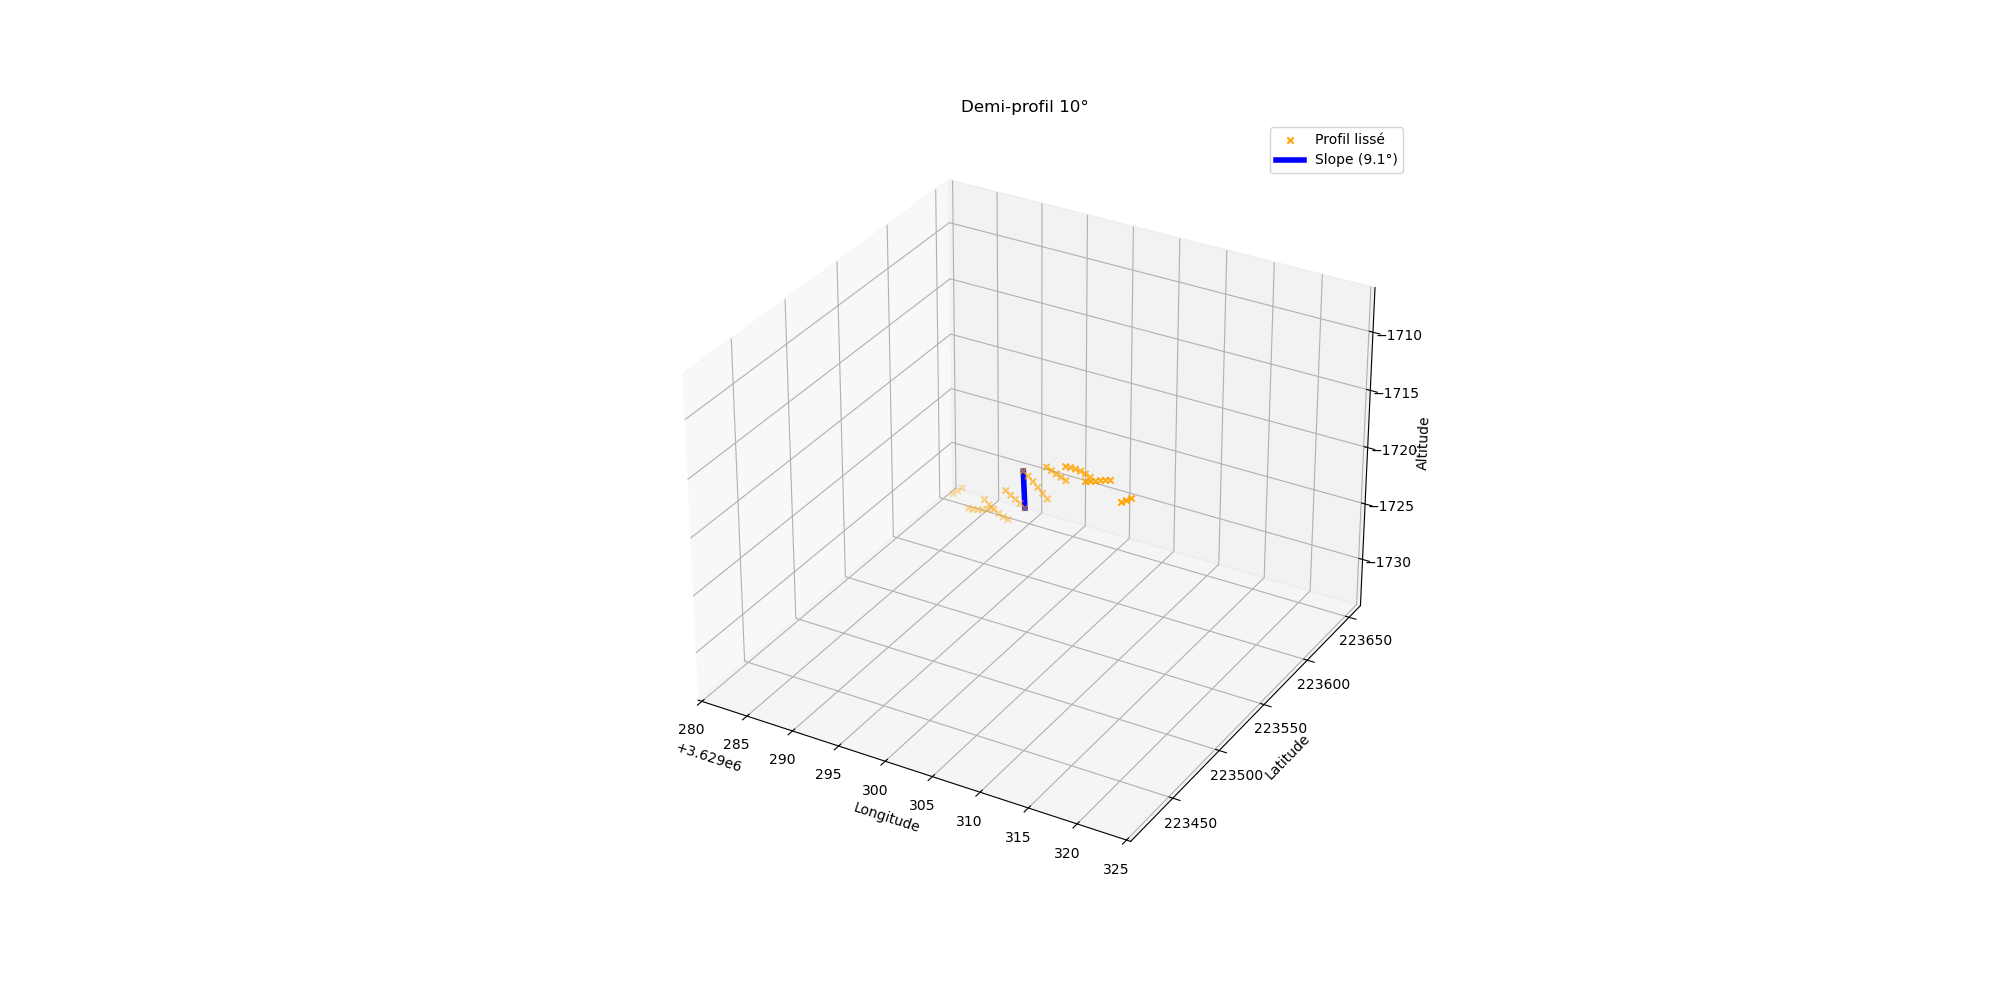 Demi-profil 10°
Profil lissé
Slope (9.1°)
−1710
−1715
−1720
−1725
−1730
Altitude
223650
223600
223550
223500
223450
Latitude
280
285
290
295
300
305
310
315
320
325
+3.629e6
Longitude